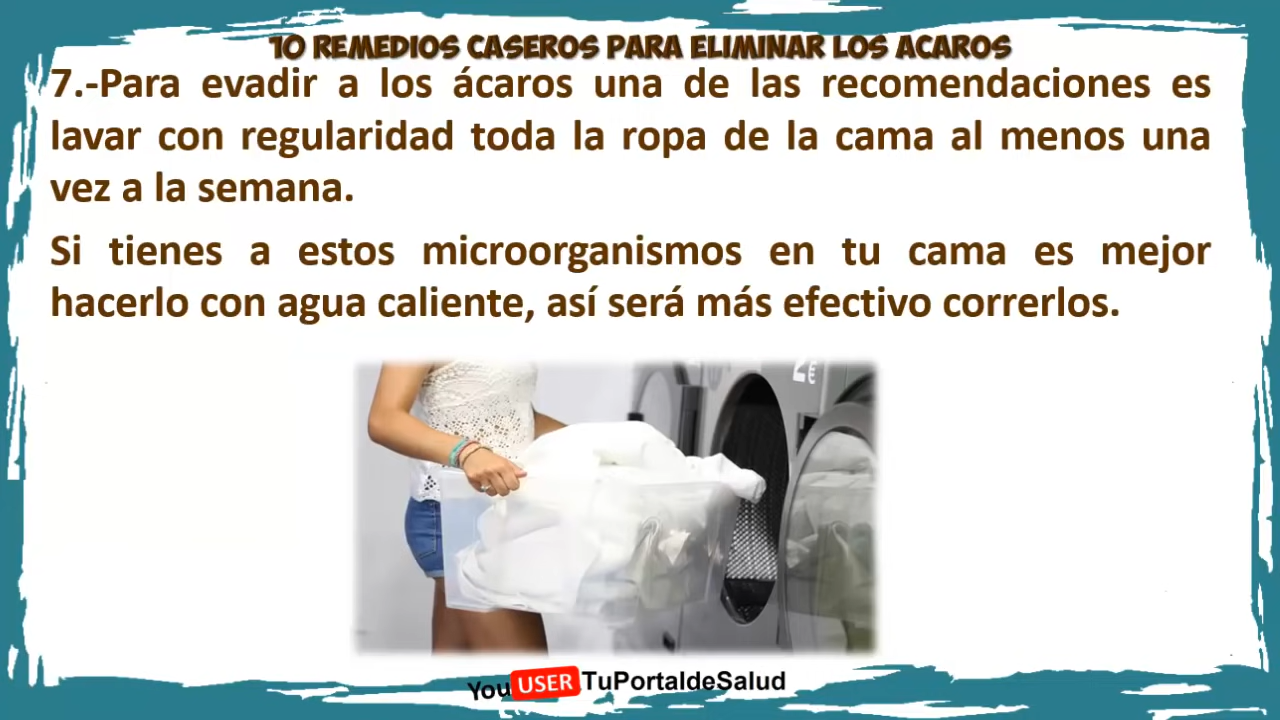 10 REMEDIOS CASEROS PARA ELIMINAR LOS ACAROS
7.-Para evadir a los ácaros una de las recomendaciones es
lavar con regularidad toda la ropa de la cama al menos una
vez a la semana.
Si tienes a estos microorganismos en tu cama es mejor
hacerlo con agua caliente, así será más efectivo correrlos.
You USER TuPortaldeSalud